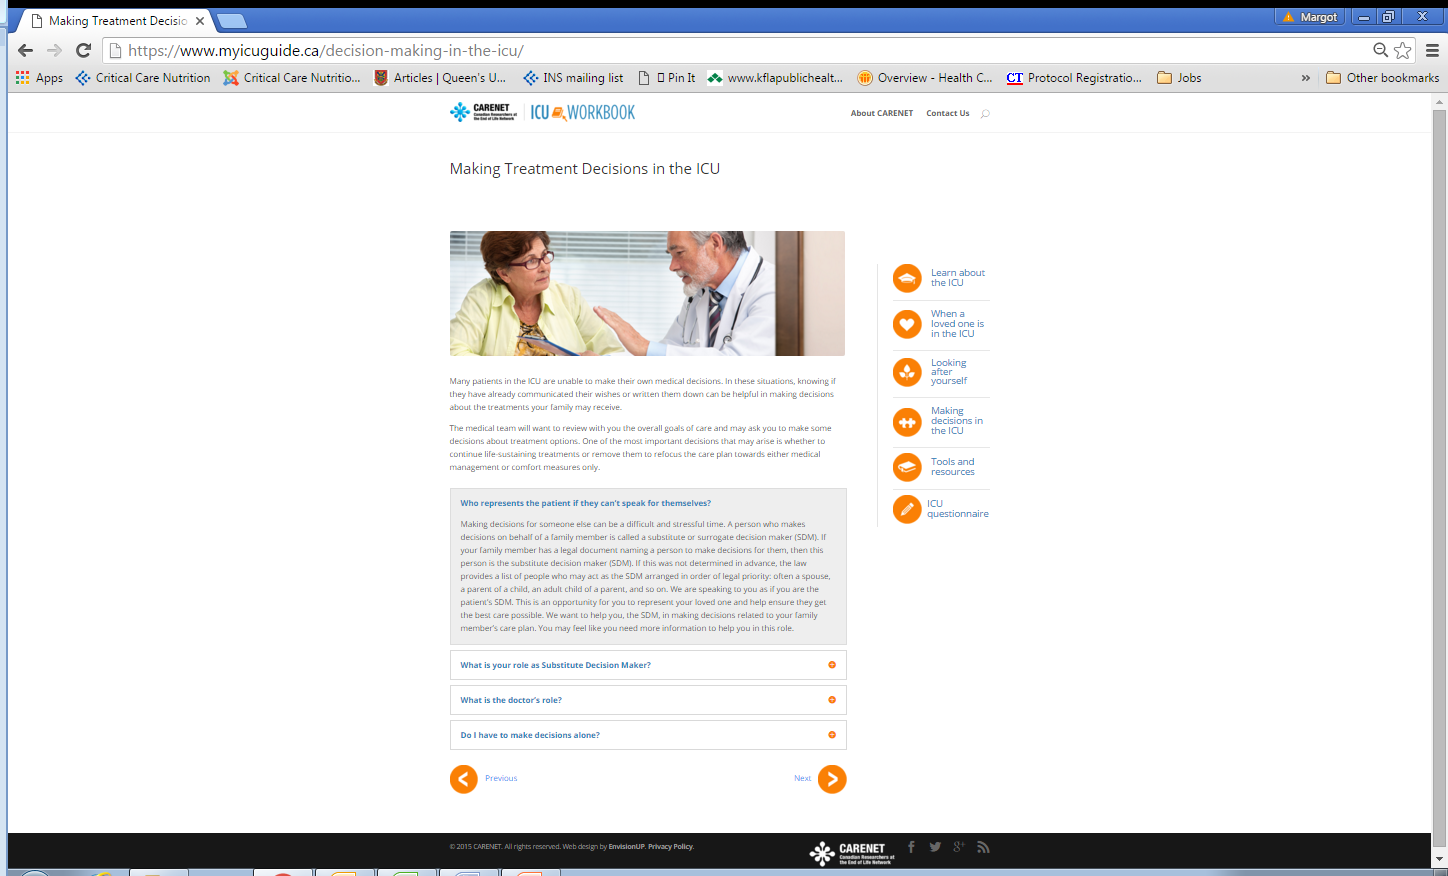 Making Treatment Decisio
Margot
https://www.myicuguide.ca/decision-making-in-the-icu/
Apps Critical Care Nutrition Critical Care Nutritio... Articles | Queen's U... INS mailing list Pin It www.kflapublichealt... Overview - Health C... CT Protocol Registratio... Jobs » Other bookmarks
CARENET
Canadian Researchers at
the End of Life Network
ICU WORKBOOK
About CARENET Contact Us
Making Treatment Decisions in the ICU
Many patients in the ICU are unable to make their own medical decisions. In these situations, knowing if
they have already communicated their wishes or written them down can be helpful in making decisions
about the treatments your family may receive.
The medical team will want to review with you the overall goals of care and may ask you to make some
decisions about treatment options. One of the most important decisions that may arise is whether to
continue life-sustaining treatments or remove them to refocus the care plan towards either medical
management or comfort measures only.
Who represents the patient if they can't speak for themselves?
Making decisions for someone else can be a difficult and stressful time. A person who makes
decisions on behalf of a family member is called a substitute or surrogate decision maker (SDM). If
your family member has a legal document naming a person to make decisions for them, then this
person is the substitute decision maker (SDM). If this was not determined in advance, the law
provides a list of people who may act as the SDM arranged in order of legal priority: often a spouse,
a parent of a child, an adult child of a parent, and so on. We are speaking to you as if you are the
patient's SDM. This is an opportunity for you to represent your loved one and help ensure they get
the best care possible. We want to help you, the SDM, in making decisions related to your family
member's care plan. You may feel like you need more information to help you in this role.
What is your role as Substitute Decision Maker?
What is the doctor's role?
Do I have to make decisions alone?
Previous
Next
Learn about
the ICU
When a
loved one is
in the ICU
Looking
after
yourself
Making
decisions in
the ICU
Tools and
resources
ICU
questionnaire
© 2015 CARENET. All rights reserved. Web design by EnvisionUP. Privacy Policy.
CARENET
Canadian Researchers at
the End of Life Network